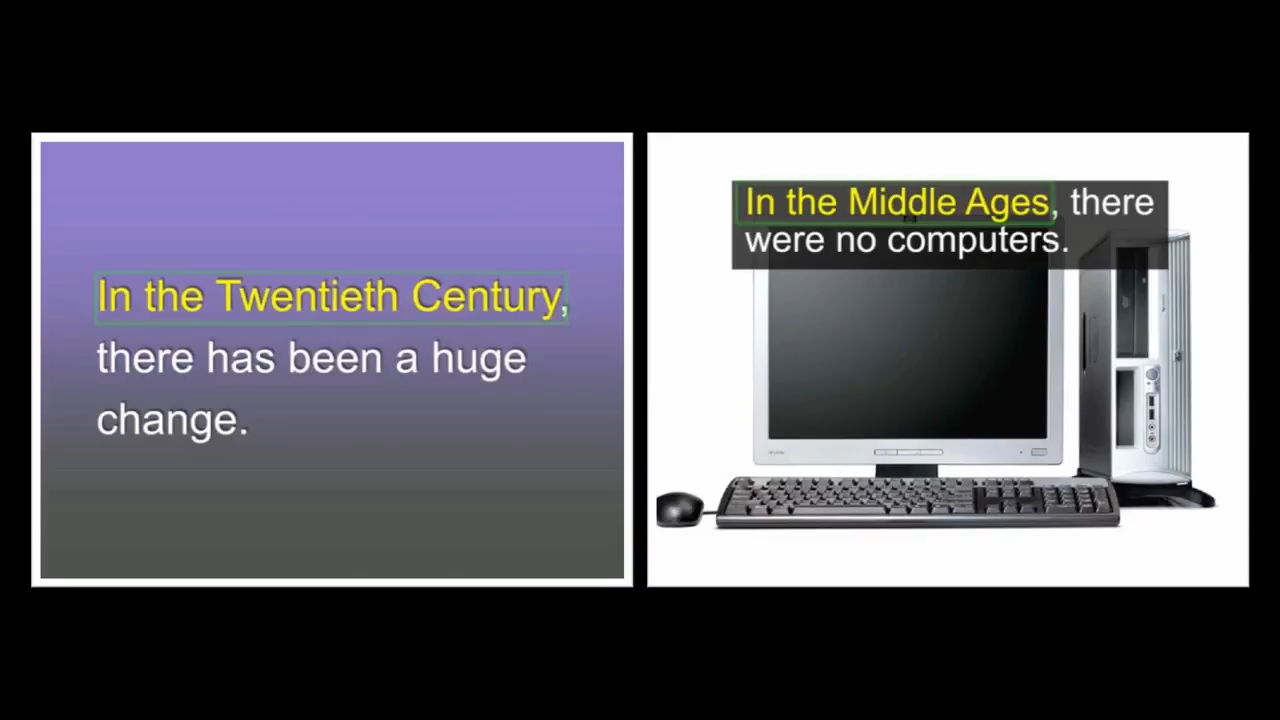 In the Twentieth Century,
there has been a huge
change.
In the Middle Ages, there
were no computers.